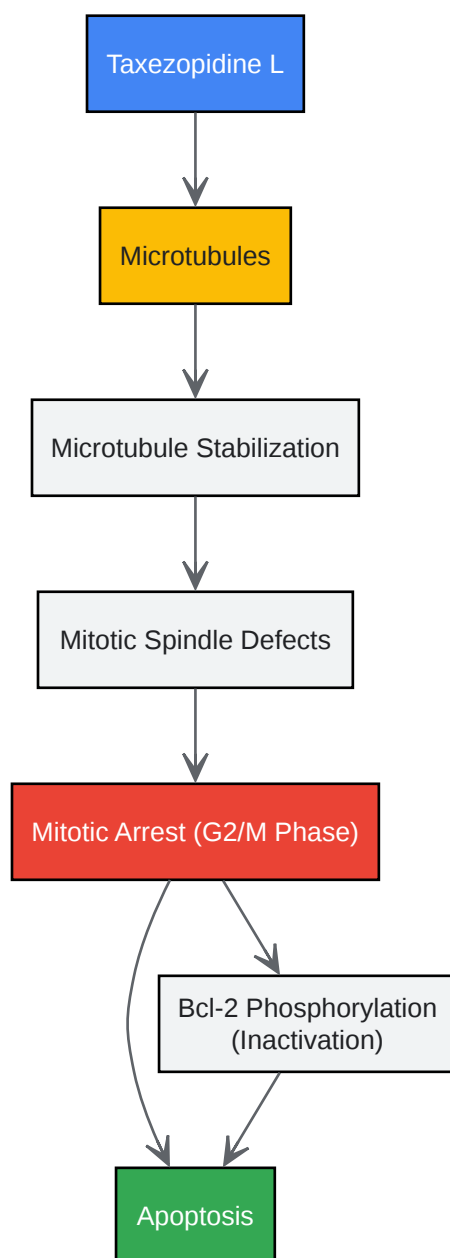 Taxezopidine L
Microtubules
Microtubule Stabilization
Mitotic Spindle Defects
Mitotic Arrest (G2/M Phase)
Bcl-2 Phosphorylation
(Inactivation)
Apoptosis